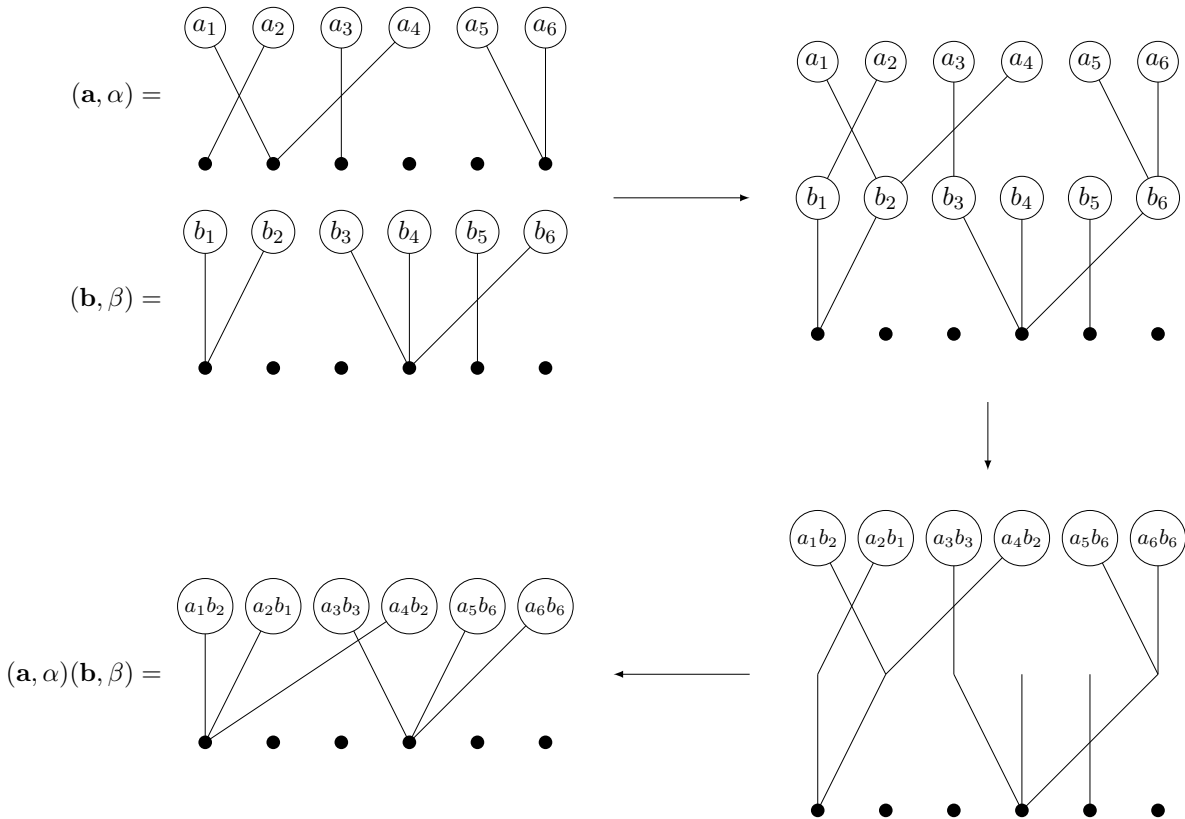 a₁ a₂ a₃ a₄ a₅ a₆
(𝐚, α) =
b₁ b₂ b₃ b₄ b₅ b₆
(𝐛, β) =
a₁ a₂ a₃ a₄ a₅ a₆
b₁ b₂ b₃ b₄ b₅ b₆
a₁b₂ a₂b₁ a₃b₃ a₄b₂ a₅b₆ a₆b₆
a₁b₂ a₂b₁ a₃b₃ a₄b₂ a₅b₆ a₆b₆
(𝐚, α)(𝐛, β) =